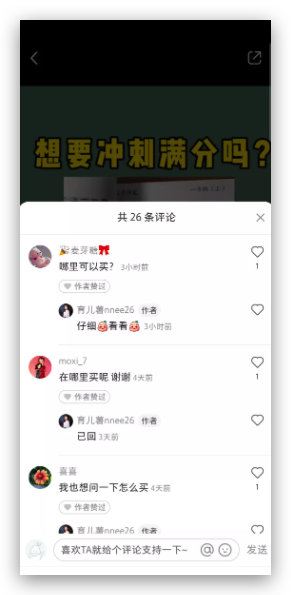 想要冲刺满分吗?
共 26 条评论
🎉麦芽糖🎀
哪里可以买? 3小时前
作者赞过
育儿薯nnee26 作者
仔细🍅看看🍅 3小时前
1
moxi_7
在哪里买呢 谢谢 4天前
作者赞过
育儿薯nnee26 作者
已回 3天前
1
喜喜
我也想问一下怎么买 4天前
作者赞过
育儿薯nnee26 作者
1
喜欢TA就给个评论支持一下~
发送